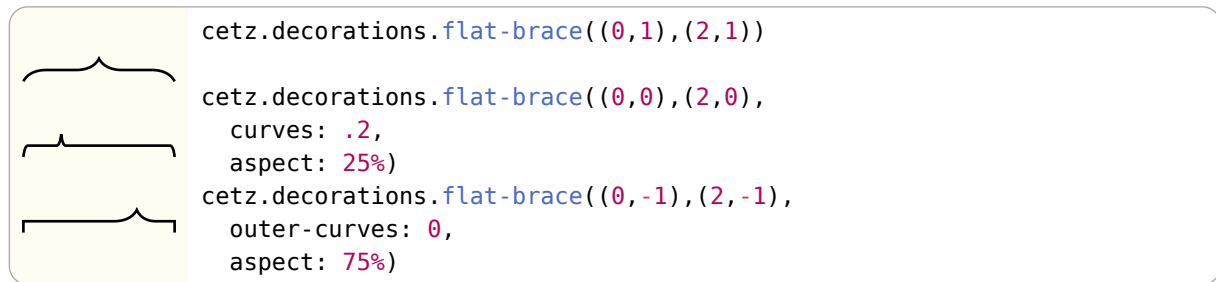 cetz.decorations.flat-brace((0,1),(2,1))
cetz.decorations.flat-brace((0,0),(2,0),
  curves: .2,
  aspect: 25%)
cetz.decorations.flat-brace((0,-1),(2,-1),
  outer-curves: 0,
  aspect: 75%)